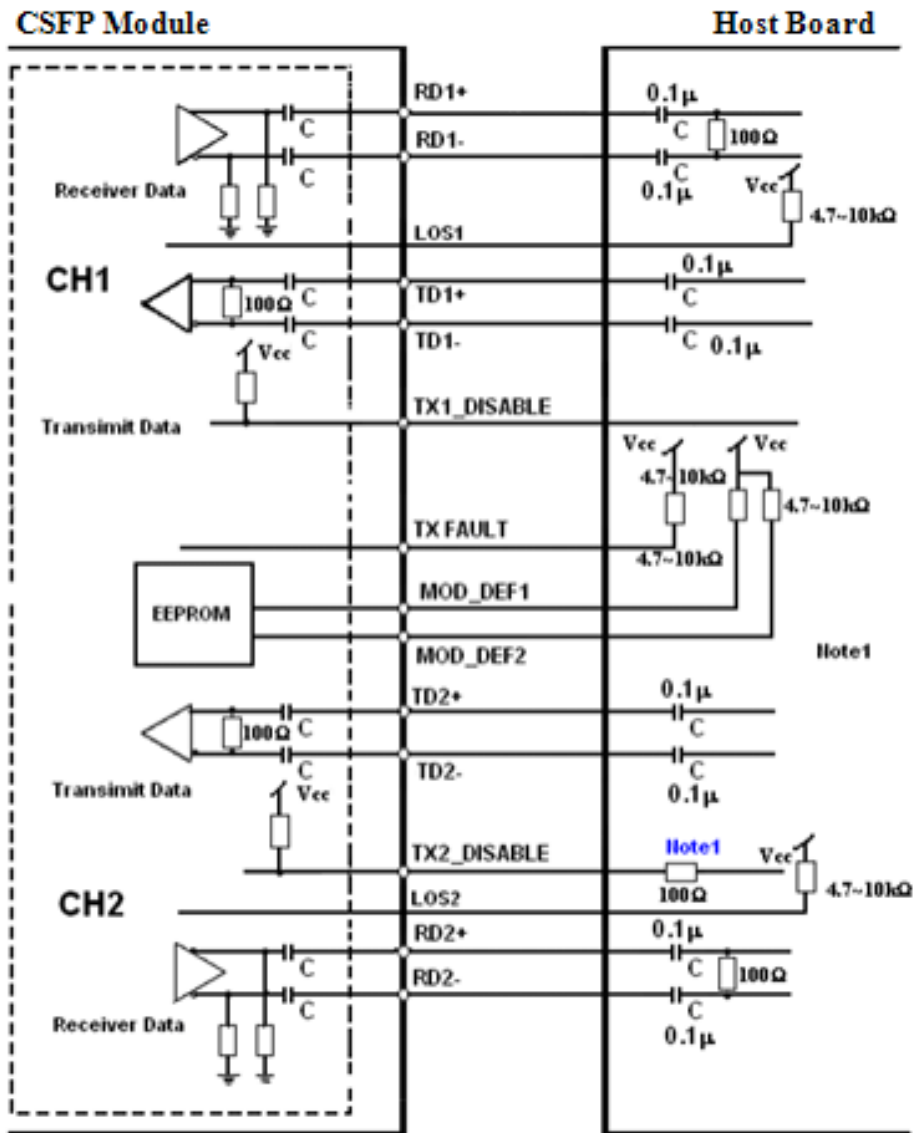 CSFP Module
Host Board
RD1+
0.1μ
C
C
100Ω
RD1-
C
C
0.1μ
Vcc
Receiver Data
4.7~10kΩ
LOS1
CH1
0.1μ
100Ω
C
TD1+
C
C
TD1-
C
0.1μ
Vcc
TX1_DISABLE
Transimit Data
Vcc
Vcc
4.7~10kΩ
4.7~10kΩ
TX FAULT
4.7~10kΩ
EEPROM
MOD_DEF1
MOD_DEF2
Note1
TD2+
0.1μ
100Ω
C
C
C
TD2-
C
0.1μ
Transimit Data
Vcc
TX2_DISABLE
Note1
Vcc
100Ω
4.7~10kΩ
CH2
LOS2
RD2+
0.1μ
C
C
100Ω
RD2-
C
C
0.1μ
Receiver Data